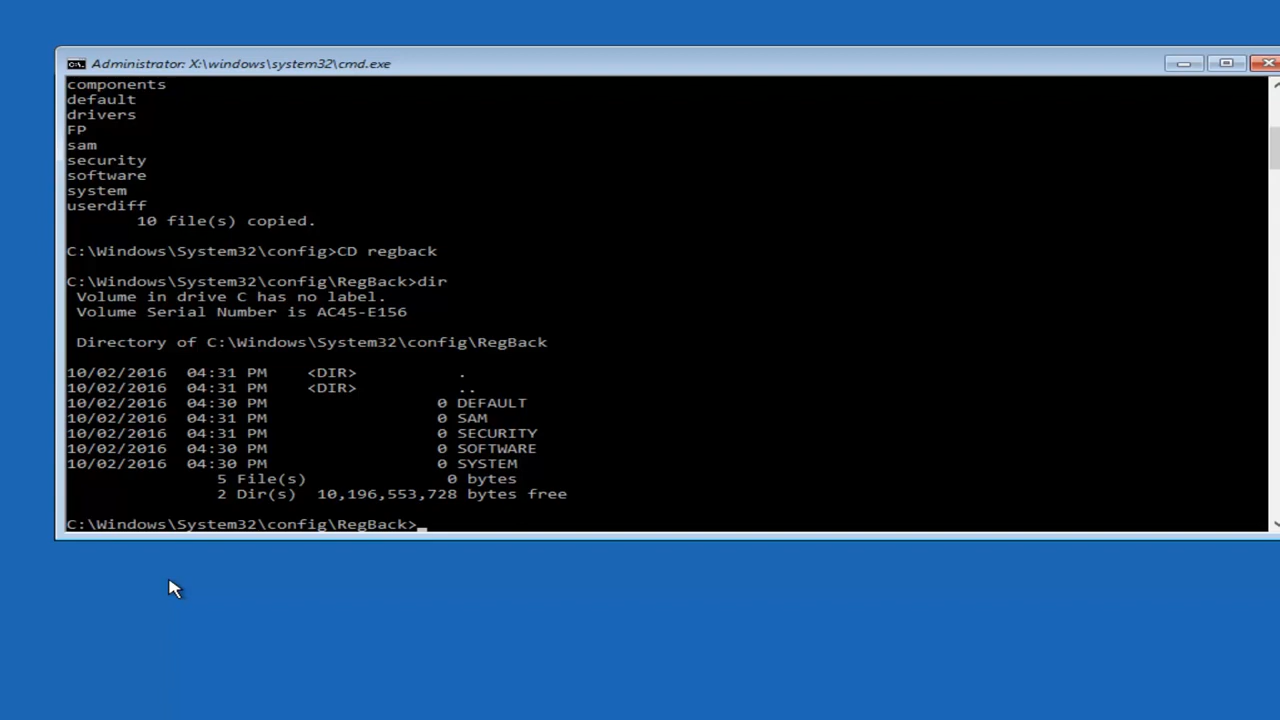 Administrator: X:\windows\system32\cmd.exe
components
default
drivers
FP
sam
security
software
system
userdiff
10 file(s) copied.
C:\Windows\System32\config>CD regback
C:\Windows\System32\config\RegBack>dir
Volume in drive C has no label.
Volume Serial Number is AC45-E156
Directory of C:\Windows\System32\config\RegBack
10/02/2016 04:31 PM <DIR> .
10/02/2016 04:31 PM <DIR> ..
10/02/2016 04:30 PM 0 DEFAULT
10/02/2016 04:31 PM 0 SAM
10/02/2016 04:31 PM 0 SECURITY
10/02/2016 04:30 PM 0 SOFTWARE
10/02/2016 04:30 PM 0 SYSTEM
5 File(s) 0 bytes
2 Dir(s) 10,196,553,728 bytes free
C:\Windows\System32\config\RegBack>_